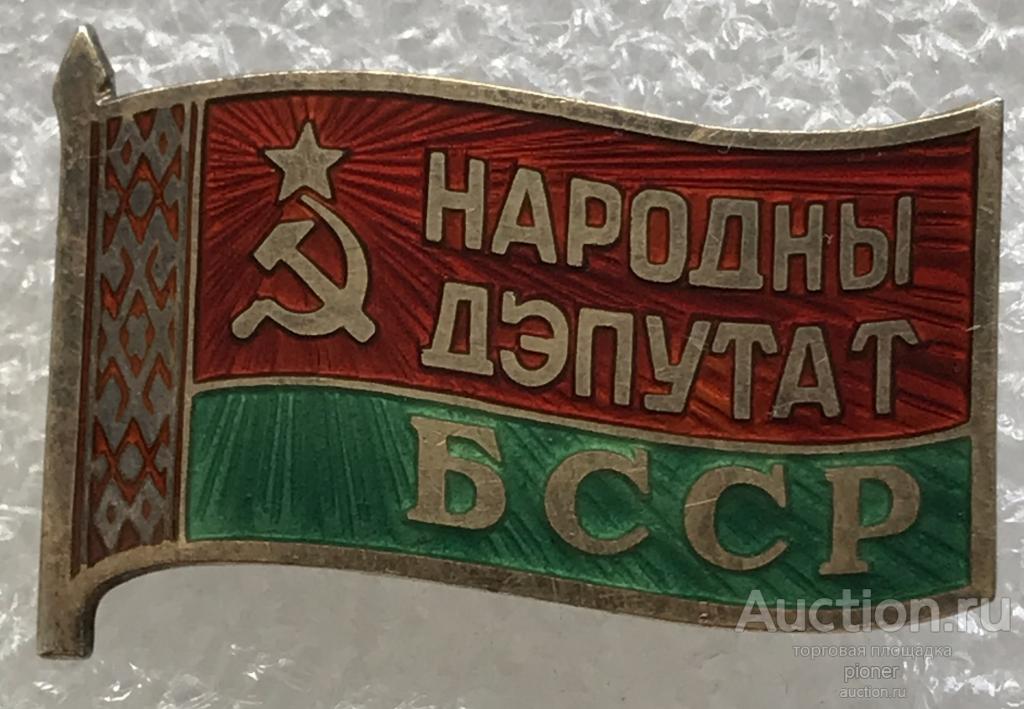 НАРОДНЫ
ДЭПУТАТ
БССР
Auction.ru
торговая площадка
pioner
auction.ru